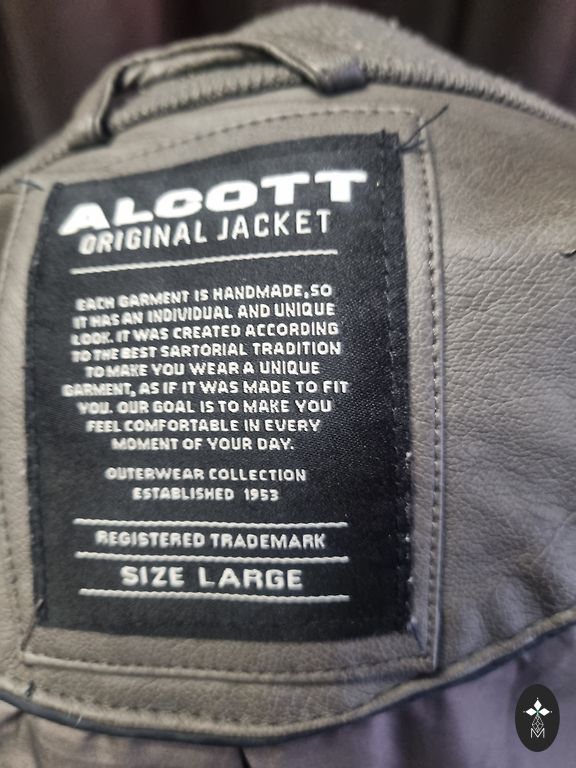 ALCOTT
ORIGINAL JACKET
EACH GARMENT IS HANDMADE,SO
IT HAS AN INDIVIDUAL AND UNIQUE
LOOK. IT WAS CREATED ACCORDING
TO THE BEST SARTORIAL TRADITION
TO MAKE YOU WEAR A UNIQUE
GARMENT, AS IF IT WAS MADE TO FIT
YOU. OUR GOAL IS TO MAKE YOU
FEEL COMFORTABLE IN EVERY
MOMENT OF YOUR DAY.
OUTERWEAR COLLECTION
ESTABLISHED 1953
REGISTERED TRADEMARK
SIZE LARGE
M